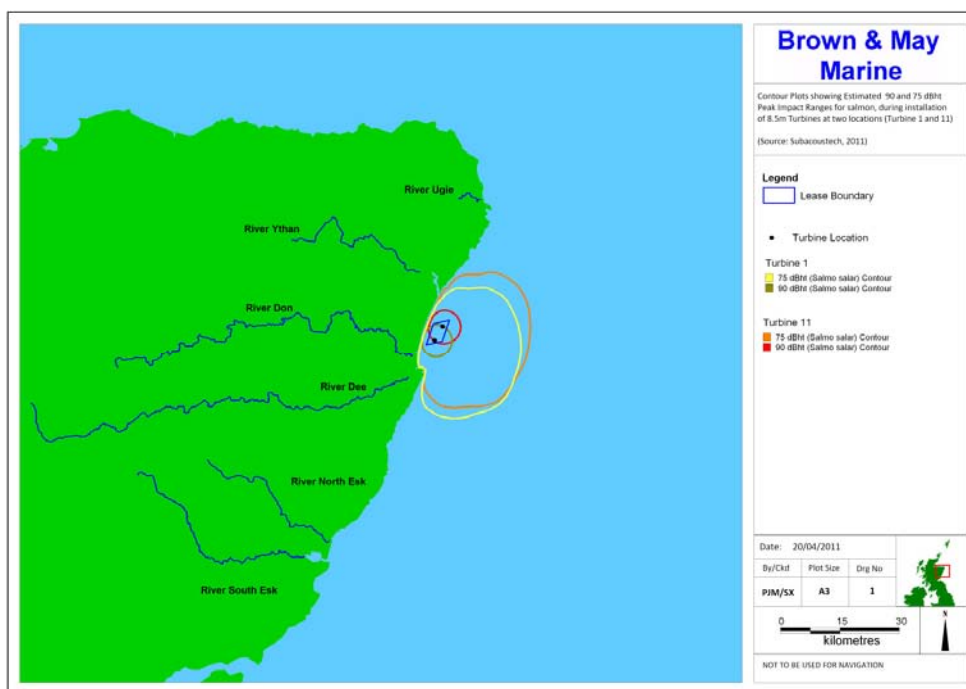 River Ugie
River Ythan
River Don
River Dee
River North Esk
River South Esk
Brown & May
Marine
Contour Plots showing Estimated 90 and 75 dBht
Peak Impact Ranges for salmon, during installation
of 8.5m Turbines at two locations (Turbine 1 and 11)
(Source: Subacoustech, 2011)
Legend
Lease Boundary
Turbine Location
Turbine 1
75 dBht (Salmo salar) Contour
90 dBht (Salmo salar) Contour
Turbine 11
75 dBht (Salmo salar) Contour
90 dBht (Salmo salar) Contour
Date: 20/04/2011
By/Ckd Plot Size Drg No
PJM/SX A3 1
0 15 30
kilometres
N
NOT TO BE USED FOR NAVIGATION